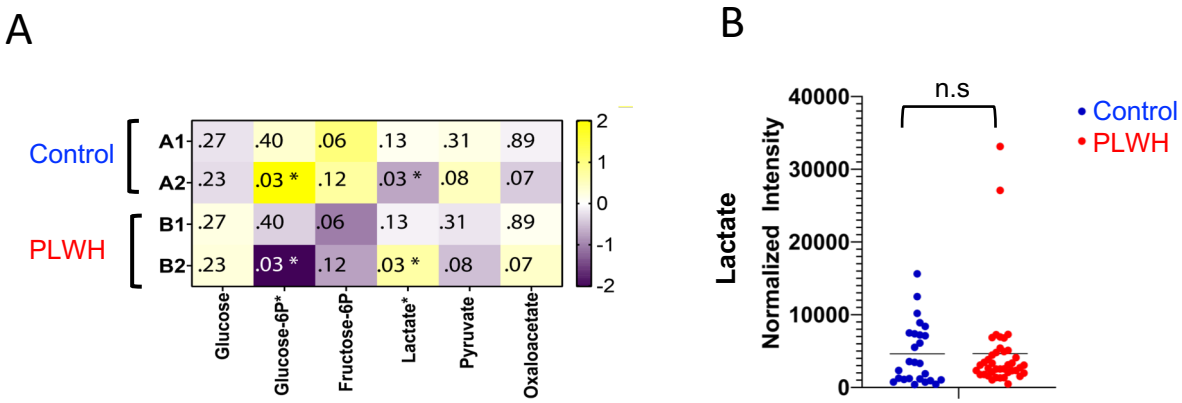 A
Control
PLWH
A1 .27 .40 .06 .13 .31 .89
A2 .23 .03 * .12 .03 * .08 .07
B1 .27 .40 .06 .13 .31 .89
B2 .23 .03 * .12 .03 * .08 .07
Glucose
Glucose-6P*
Fructose-6P
Lactate*
Pyruvate
Oxaloacetate
2
1
0
-1
-2
B
Lactate
Normalized Intensity
40000
30000
20000
10000
0
n.s
Control
PLWH